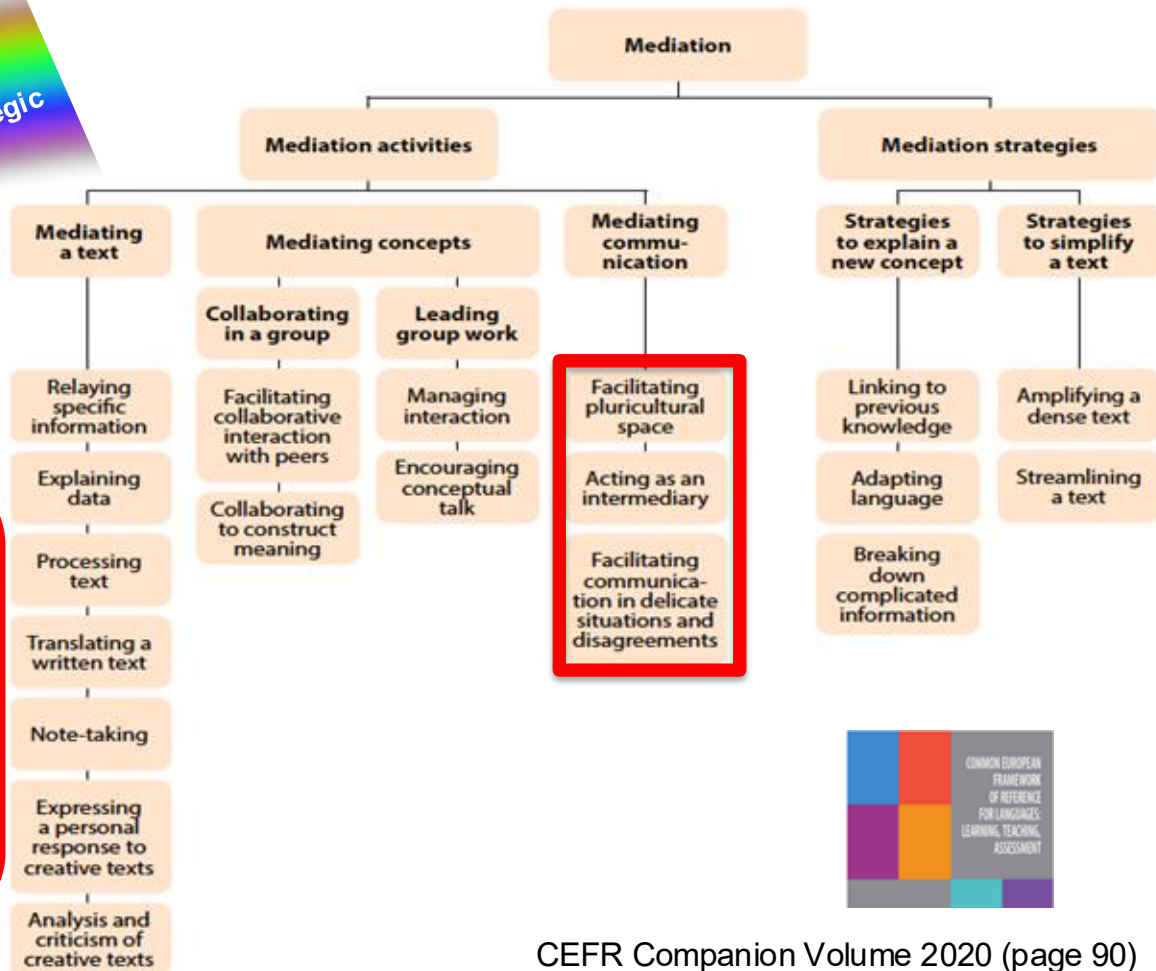 egic
Mediation
Mediation activities
Mediation strategies
Mediating
a text
Mediating concepts
Mediating
commu-
nication
Strategies
to explain a
new concept
Strategies
to simplify
a text
Collaborating
in a group
Leading
group work
Relaying
specific
information
Explaining
data
Processing
text
Translating a
written text
Note-taking
Expressing
a personal
response to
creative texts
Analysis and
criticism of
creative texts
Facilitating
collaborative
interaction
with peers
Collaborating
to construct
meaning
Managing
interaction
Encouraging
conceptual
talk
Facilitating
pluricultural
space
Acting as an
intermediary
Facilitating
communica-
tion in delicate
situations and
disagreements
Linking to
previous
knowledge
Adapting
language
Breaking
down
complicated
information
Amplifying a
dense text
Streamlining
a text
COMMON EUROPEAN
FRAMEWORK
OF REFERENCE
FOR LANGUAGES:
LEARNING, TEACHING,
ASSESSMENT
CEFR Companion Volume 2020 (page 90)